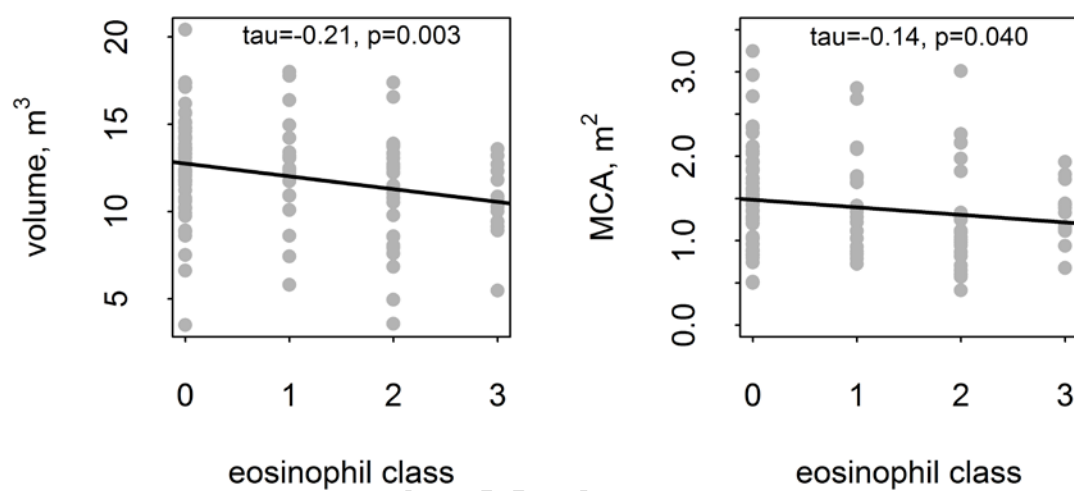 tau=-0.21, p=0.003
volume, m³
20
15
10
5
0 1 2 3
eosinophil class
tau=-0.14, p=0.040
MCA, m²
3.0
2.0
1.0
0.0
0 1 2 3
eosinophil class